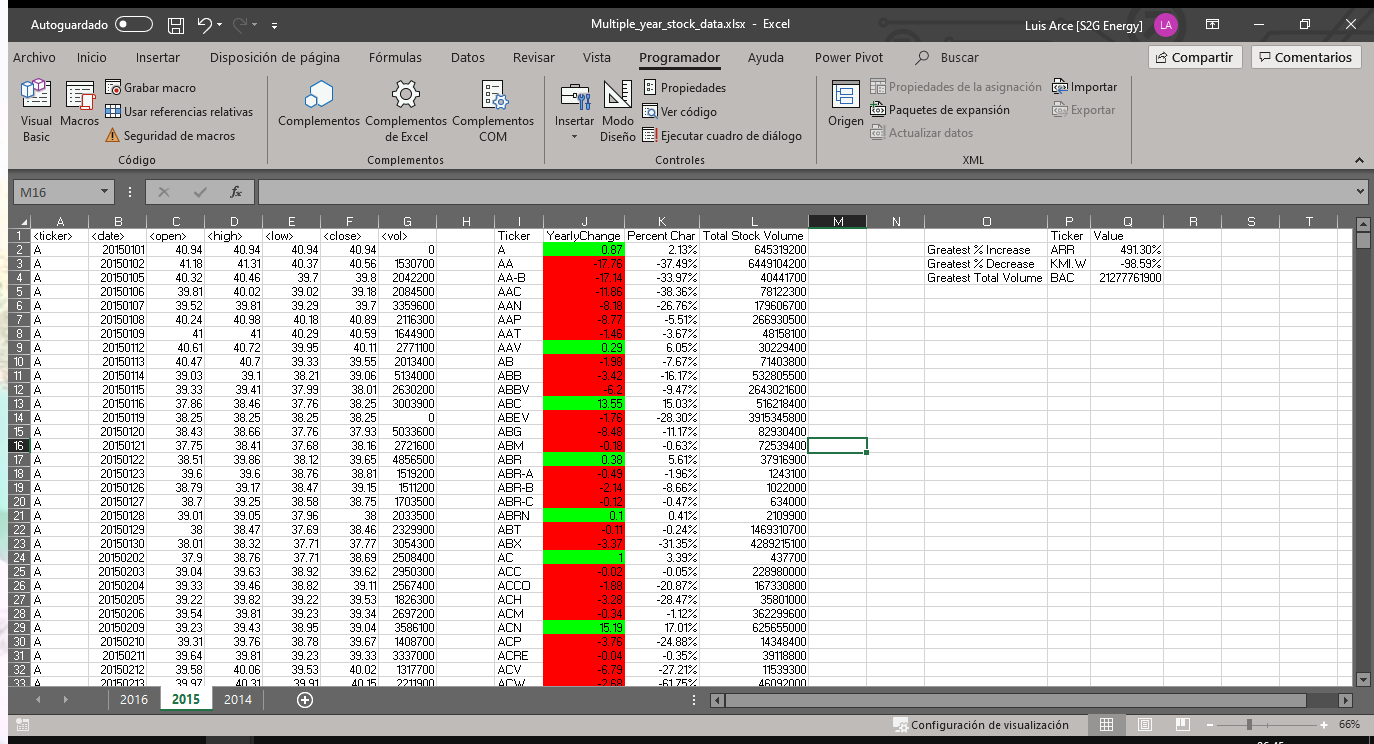 Autoguardado
Multiple_year_stock_data.xlsx - Excel
Luis Arce [S2G Energy] LA
Archivo Inicio Insertar Disposición de página Fórmulas Datos Revisar Vista Programador Ayuda Power Pivot Buscar Compartir Comentarios
Visual Basic
Macros
Grabar macro
Usar referencias relativas
Seguridad de macros
Código
Complementos
Complementos de Excel
Complementos COM
Complementos
Insertar
Modo Diseño
Propiedades
Ver código
Ejecutar cuadro de diálogo
Controles
Origen
Propiedades de la asignación
Paquetes de expansión
Actualizar datos
Importar
Exportar
XML
M16 fx
A B C D E F G H I J K L M N O P Q R S T
1 <ticker> <date> <open> <high> <low> <close> <vol> Ticker YearlyChange Percent Char Total Stock Volume Ticker Value
2 A 20150101 40.94 40.94 40.94 40.94 0 A 0.87 2.13% 645319200 Greatest % Increase ARR 491.30%
3 A 20150102 41.18 41.31 40.37 40.56 1530700 AA -17.76 -37.49% 6449104200 Greatest % Decrease KMI.W -98.59%
4 A 20150105 40.32 40.46 39.7 39.8 2042200 AA-B -17.14 -33.97% 40441700 Greatest Total Volume BAC 21277761900
5 A 20150106 39.81 40.02 39.02 39.18 2084500 AAC -11.86 -38.36% 78122300
6 A 20150107 39.52 39.81 39.29 39.7 3359600 AAN -8.18 -26.76% 179606700
7 A 20150108 40.24 40.98 40.18 40.89 2116300 AAP -8.77 -5.51% 266930500
8 A 20150109 41 41 40.29 40.59 1644900 AAT -1.46 -3.67% 48158100
9 A 20150112 40.61 40.72 39.95 40.11 2771100 AAV 0.29 6.05% 30229400
10 A 20150113 40.47 40.7 39.33 39.55 2013400 AB -1.98 -7.67% 71403800
11 A 20150114 39.03 39.1 38.21 39.06 5134000 ABB -3.42 -16.17% 532805500
12 A 20150115 39.33 39.41 37.99 38.01 2630200 ABBV -6.2 -9.47% 2643021600
13 A 20150116 37.86 38.46 37.76 38.25 3003900 ABC 13.55 15.03% 516218400
14 A 20150119 38.25 38.25 38.25 38.25 0 ABEV -1.76 -28.30% 3915345800
15 A 20150120 38.43 38.66 37.76 37.93 5033600 ABG -8.48 -11.17% 82930400
16 A 20150121 37.75 38.41 37.68 38.16 2721600 ABM -0.18 -0.63% 72539400
17 A 20150122 38.51 39.86 38.12 39.65 4856500 ABR 0.38 5.61% 37916900
18 A 20150123 39.6 39.6 38.76 38.81 1519200 ABR-A -0.49 -1.96% 1243100
19 A 20150126 38.79 39.17 38.47 39.15 1511200 ABR-B -2.14 -8.66% 1022000
20 A 20150127 38.7 39.25 38.58 38.75 1703500 ABR-C -0.12 -0.47% 634000
21 A 20150128 39.01 39.05 37.96 38 2033500 ABRN 0.1 0.41% 2109900
22 A 20150129 38 38.47 37.69 38.46 2329900 ABT -0.11 -0.24% 1469310700
23 A 20150130 38.01 38.32 37.71 37.77 3054300 ABX -3.37 -31.35% 4289215100
24 A 20150202 37.9 38.76 37.71 38.69 2508400 AC 1 3.39% 437700
25 A 20150203 39.04 39.63 38.92 39.62 2950300 ACC -0.02 -0.05% 228980000
26 A 20150204 39.33 39.46 38.82 39.11 2567400 ACCO -1.88 -20.87% 167330800
27 A 20150205 39.22 39.82 39.22 39.53 1826300 ACH -3.28 -28.47% 35801000
28 A 20150206 39.54 39.81 39.23 39.34 2697200 ACM -0.34 -1.12% 362299600
29 A 20150209 39.23 39.43 38.95 39.04 3586100 ACN 15.19 17.01% 625655000
30 A 20150210 39.31 39.76 38.78 39.67 1408700 ACP -3.76 -24.88% 14348400
31 A 20150211 39.64 39.81 39.23 39.33 3337000 ACRE -0.04 -0.35% 39118800
32 A 20150212 39.58 40.06 39.53 40.02 1317700 ACV -6.79 -27.21% 11539300
33 A 20150213 39.97 40.31 39.91 40.15 2211900 ACW -2.68 -61.75% 46092000
2016 2015 2014
Configuración de visualización 66%